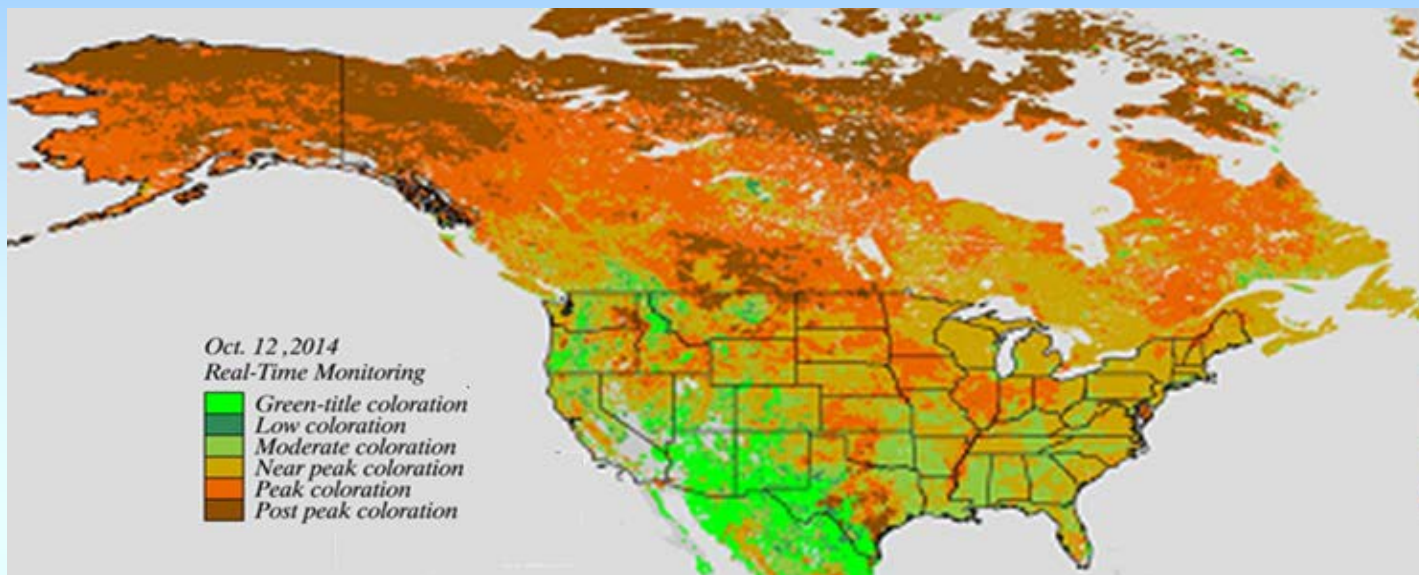 Oct. 12 ,2014
Real-Time Monitoring
Green-title coloration
Low coloration
Moderate coloration
Near peak coloration
Peak coloration
Post peak coloration